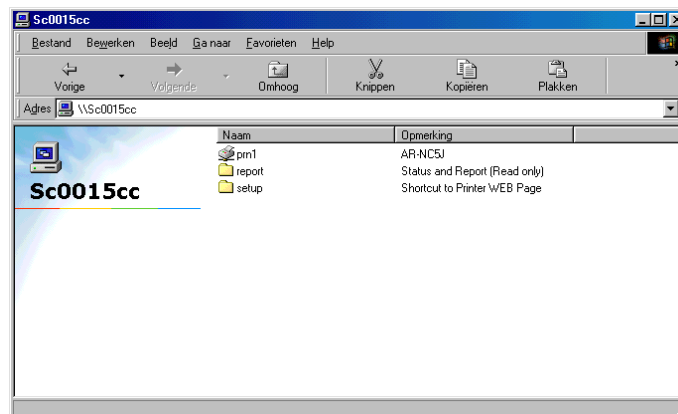 Sc0015cc
Bestand Bewerken Beeld Ga naar Favorieten Help
Vorige Volgende Omhoog Knippen Kopiëren Plakken
Adres \\Sc0015cc
Naam Opmerking
prn1 AR-NC5J
report Status and Report (Read only)
setup Shortcut to Printer WEB Page
Sc0015cc